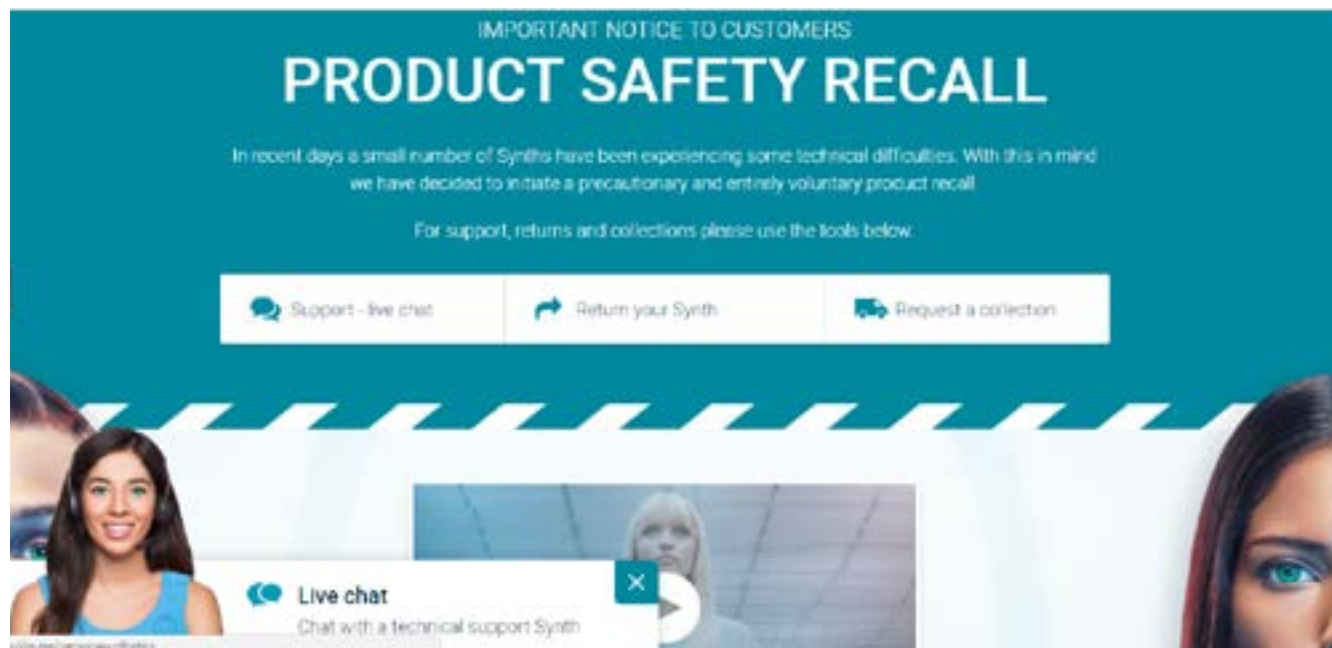 IMPORTANT NOTICE TO CUSTOMERS
PRODUCT SAFETY RECALL
In recent days a small number of Synths have been experiencing some technical difficulties. With this in mind
we have decided to initiate a precautionary and entirely voluntary product recall
For support, returns and collections please use the tools below.
Support - live chat
Return your Synth
Request a collection
Live chat
Chat with a technical support Synth